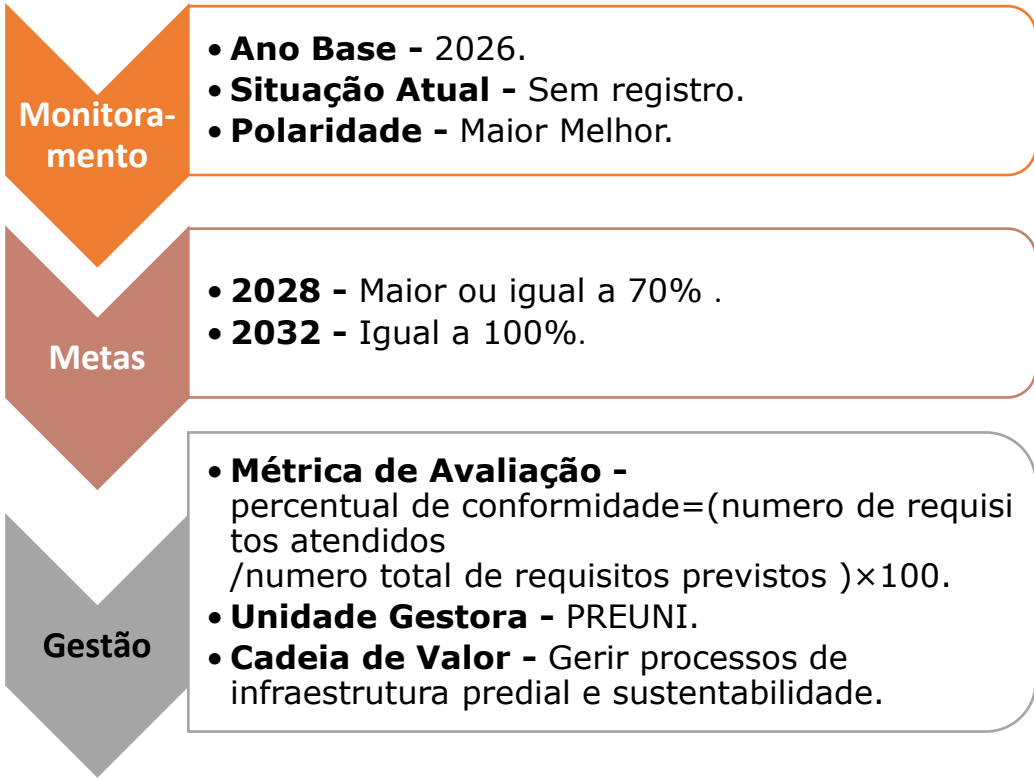 Monitora-
mento
• Ano Base - 2026.
• Situação Atual - Sem registro.
• Polaridade - Maior Melhor.
Metas
• 2028 - Maior ou igual a 70% .
• 2032 - Igual a 100%.
Gestão
• Métrica de Avaliação -
percentual de conformidade=(numero de requisi
tos atendidos
/numero total de requisitos previstos )×100.
• Unidade Gestora - PREUNI.
• Cadeia de Valor - Gerir processos de
infraestrutura predial e sustentabilidade.